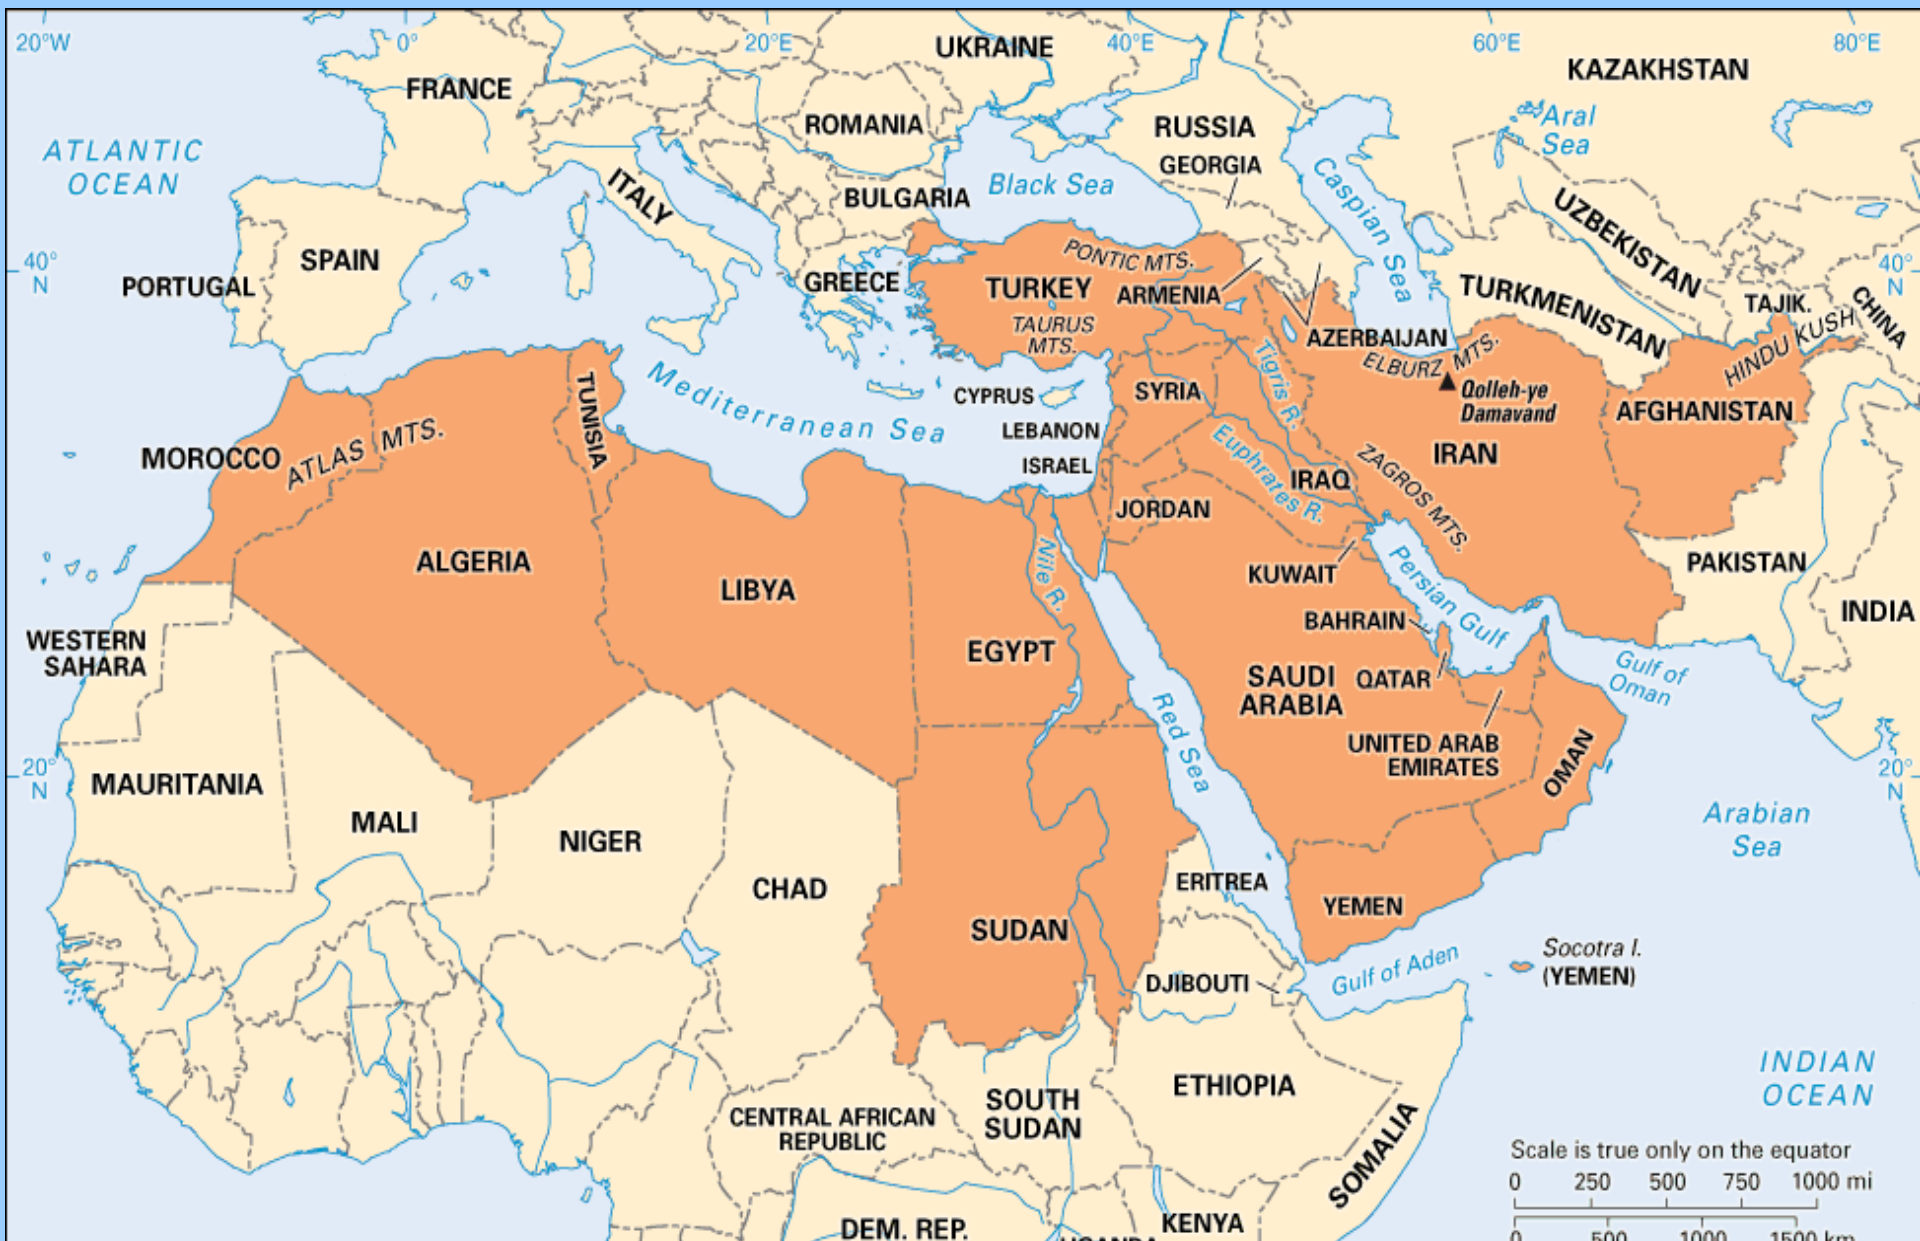 20°W
0°
20°E
40°E
60°E
80°E
UKRAINE
KAZAKHSTAN
FRANCE
ROMANIA
RUSSIA
Aral
Sea
ATLANTIC
OCEAN
GEORGIA
ITALY
BULGARIA
Black Sea
Caspian Sea
UZBEKISTAN
SPAIN
PORTUGAL
GREECE
PONTIC MTS.
TURKEY
ARMENIA
TAURUS
MTS.
AZERBAIJAN
TURKMENISTAN
TAJIK.
CHINA
40°
N
40°
N
ELBURZ MTS.
HINDU KUSH
Qolleh-ye
Damavand
AFGHANISTAN
TUNISIA
Mediterranean Sea
CYPRUS
SYRIA
Tigris R.
LEBANON
ISRAEL
Euphrates R.
IRAQ
IRAN
ZAGROS MTS.
MOROCCO
ATLAS MTS.
JORDAN
ALGERIA
LIBYA
Nile R.
KUWAIT
Persian Gulf
PAKISTAN
INDIA
WESTERN
SAHARA
EGYPT
BAHRAIN
SAUDI
ARABIA
QATAR
Gulf of
Oman
Red Sea
UNITED ARAB
EMIRATES
OMAN
20°
N
20°
N
MAURITANIA
MALI
NIGER
CHAD
Arabian
Sea
ERITREA
YEMEN
SUDAN
DJIBOUTI
Gulf of Aden
Socotra I.
(YEMEN)
ETHIOPIA
SOUTH
SUDAN
CENTRAL AFRICAN
REPUBLIC
SOMALIA
INDIAN
OCEAN
DEM. REP.
UGANDA
KENYA
Scale is true only on the equator
0 250 500 750 1000 mi
0 500 1000 1500 km